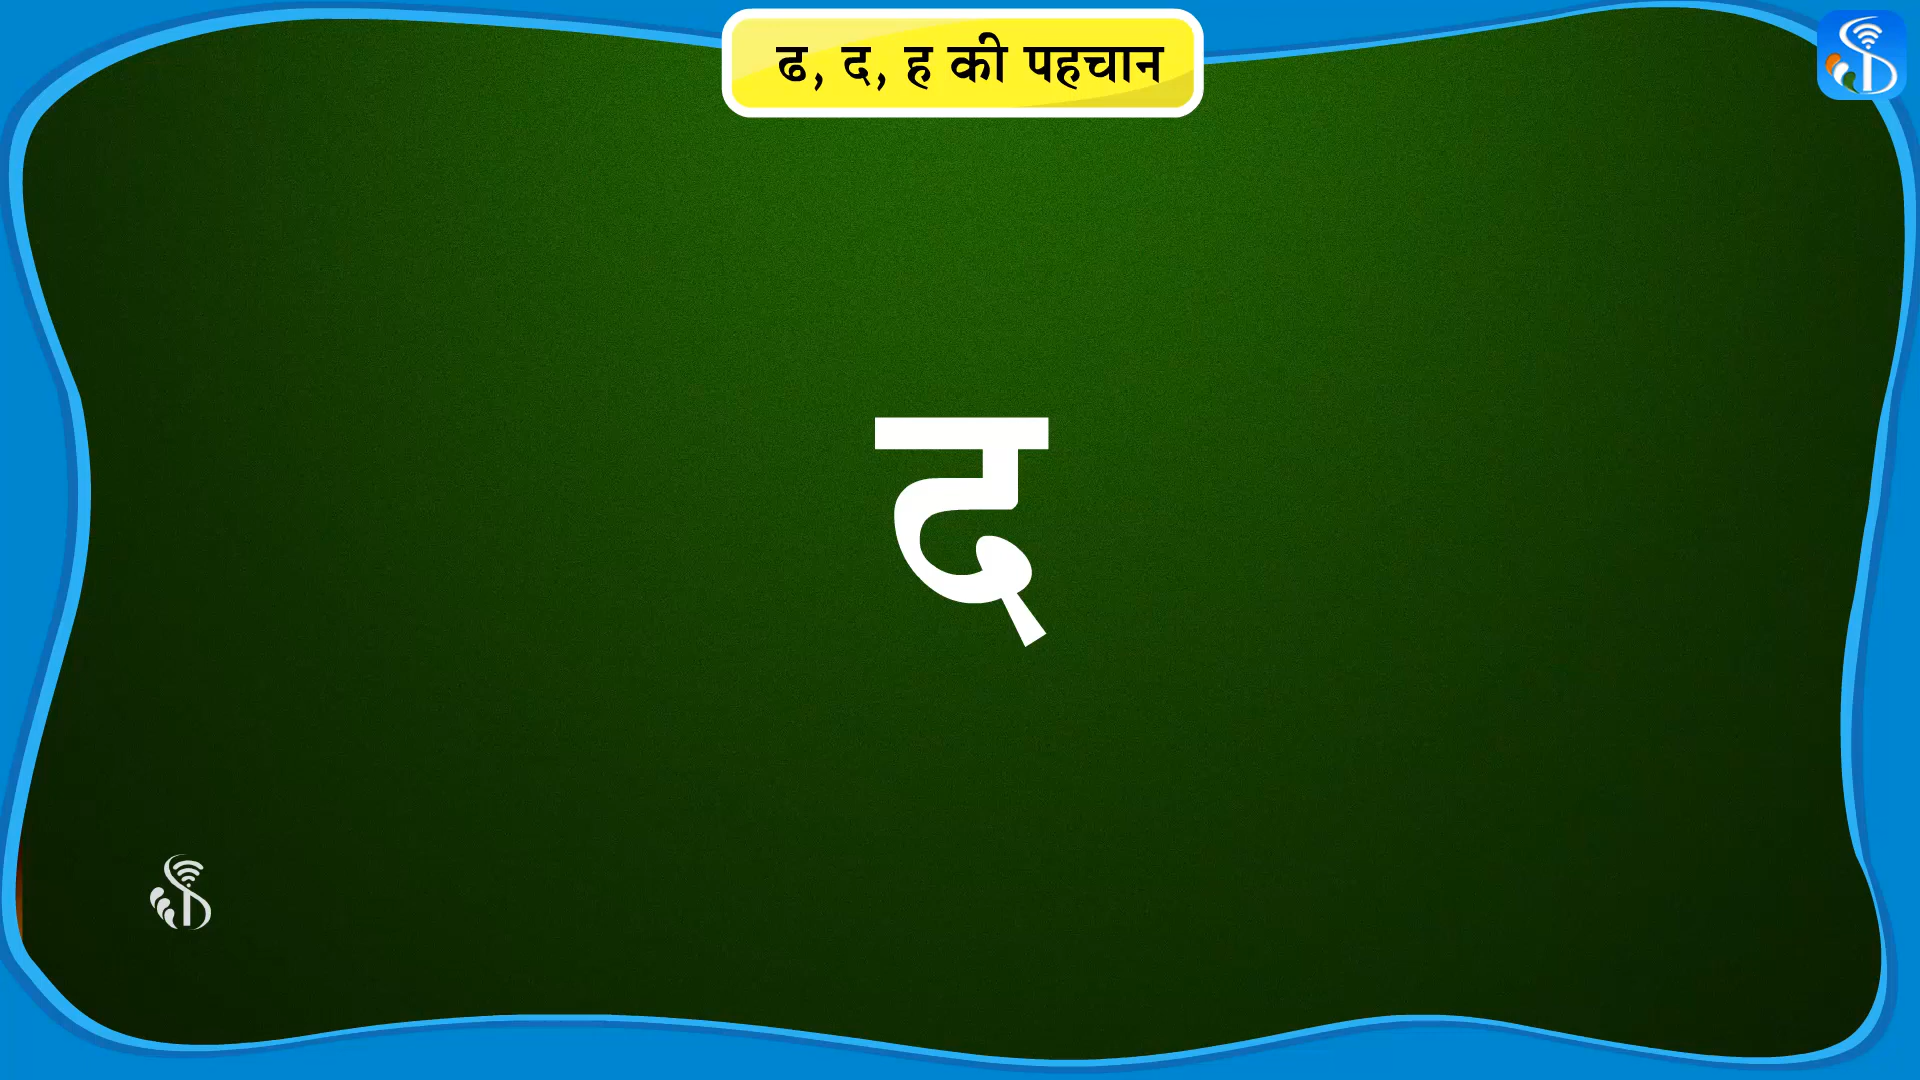 ढ, द, ह की पहचान
द